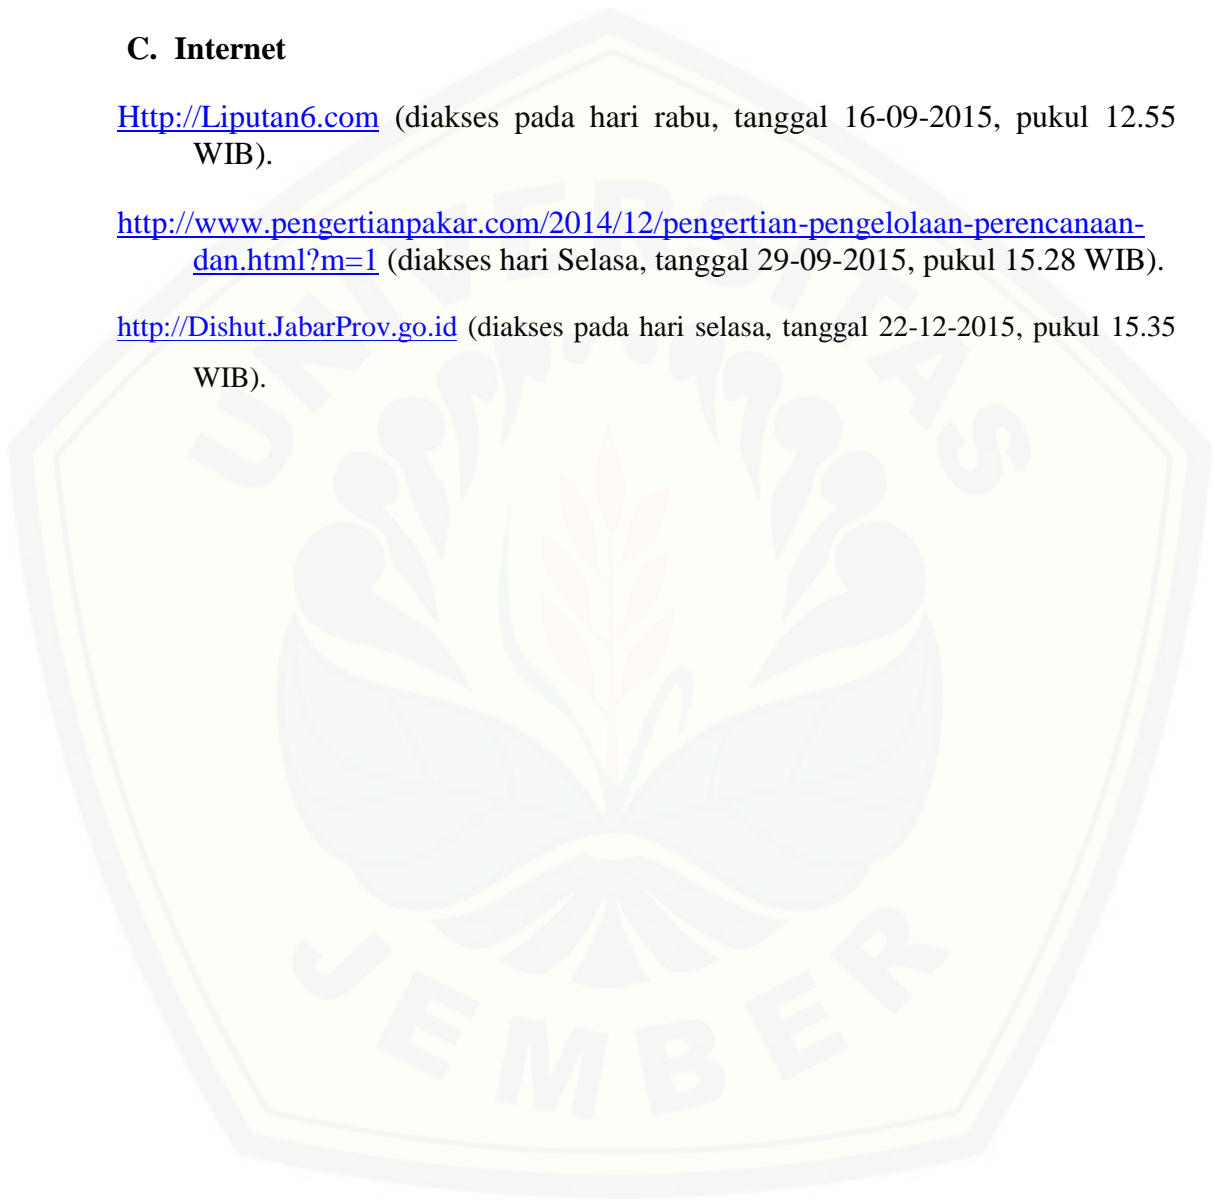 C. Internet
Http://Liputan6.com (diakses pada hari rabu, tanggal 16-09-2015, pukul 12.55
WIB).
http://www.pengertianpakar.com/2014/12/pengertian-pengelolaan-perencanaan-
dan.html?m=1 (diakses hari Selasa, tanggal 29-09-2015, pukul 15.28 WIB).
http://Dishut.JabarProv.go.id (diakses pada hari selasa, tanggal 22-12-2015, pukul 15.35
WIB).
UNIVERSITAS
JEMBER